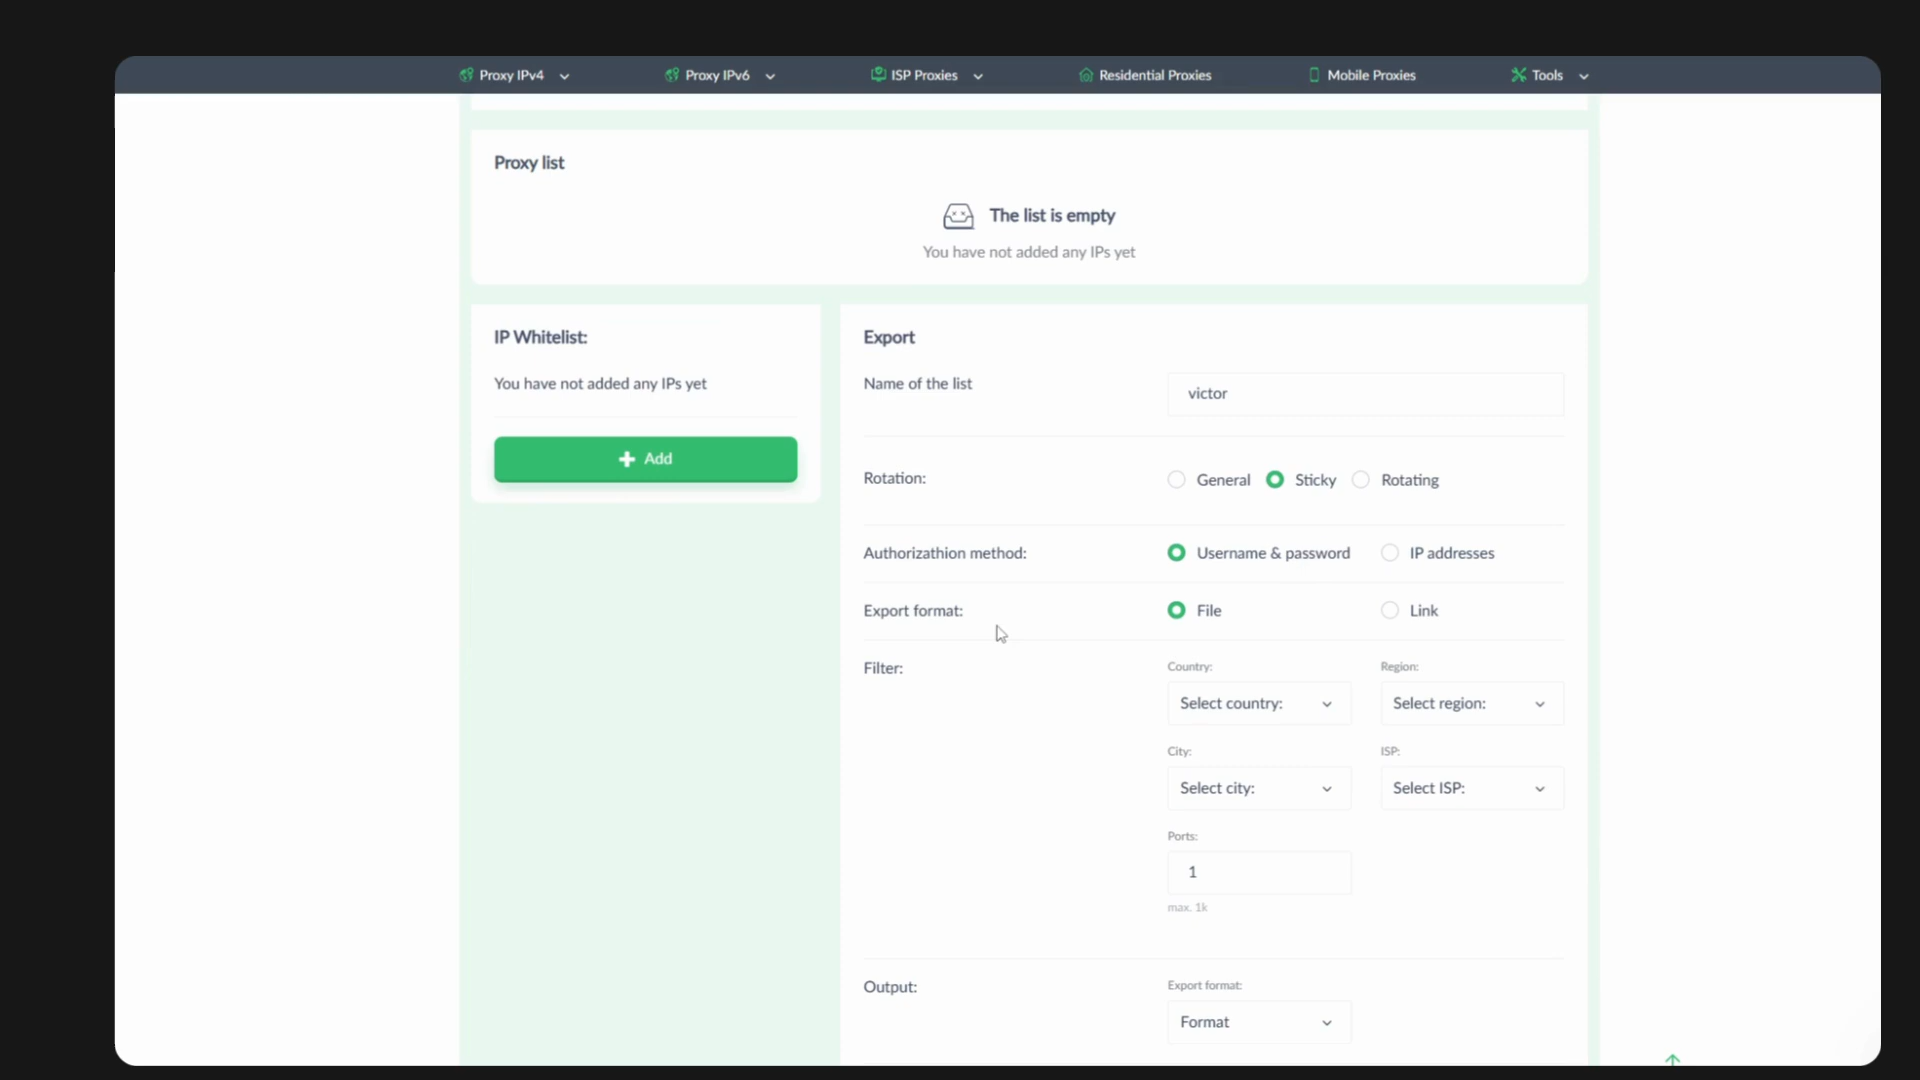 Proxy IPv4 Proxy IPv6 ISP Proxies Residential Proxies Mobile Proxies Tools
Proxy list
The list is empty
You have not added any IPs yet
IP Whitelist:
You have not added any IPs yet
Add
Export
Name of the list victor
Rotation: General Sticky Rotating
Authorizathion method: Username & password IP addresses
Export format: File Link
Filter: Country: Region:
Select country: Select region:
City: ISP:
Select city: Select ISP:
Ports:
1
max. 1k
Output: Export format:
Format